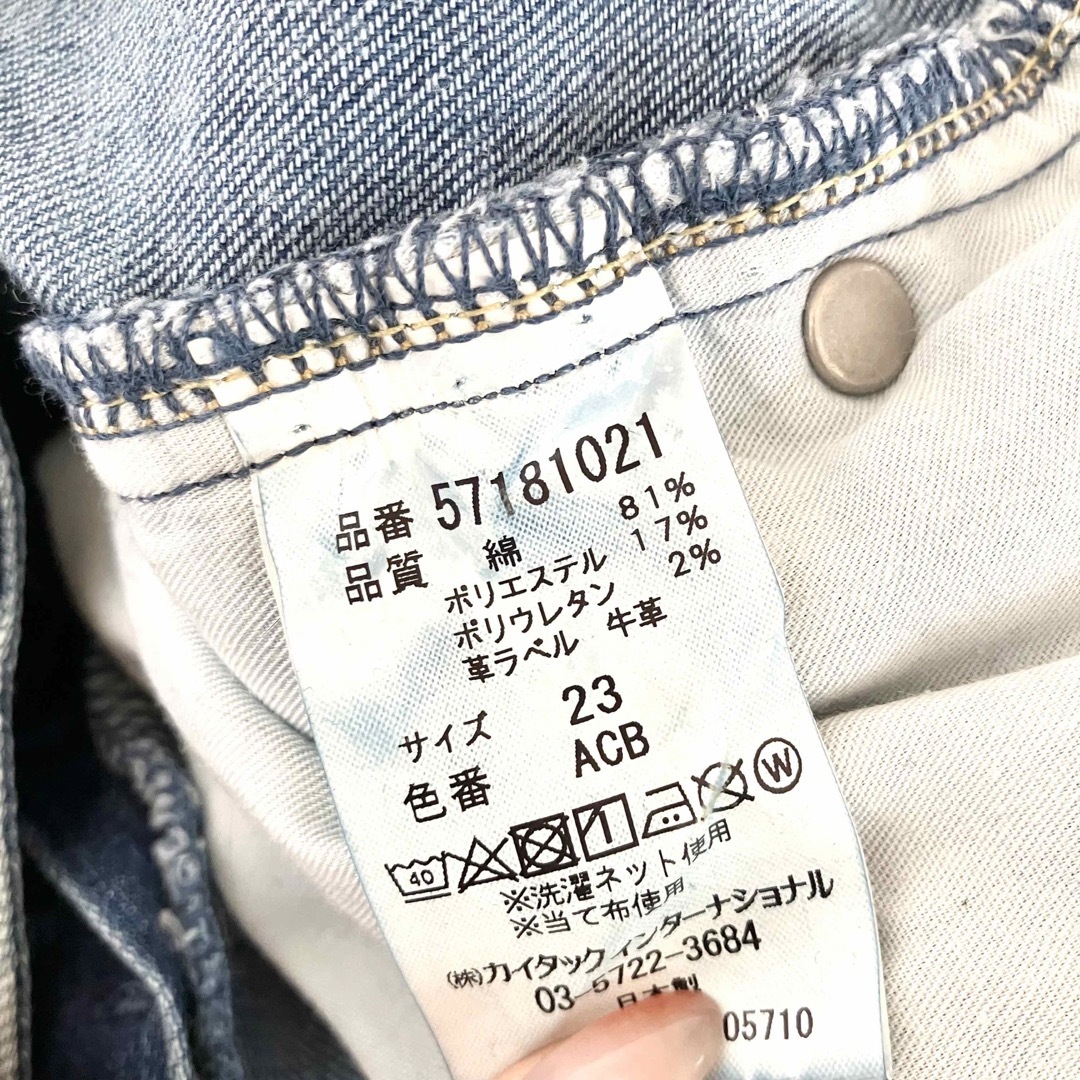 品番 57181021
品質 綿 81%
ポリエステル 17%
ポリウレタン 2%
革ラベル 牛革
サイズ 23
色番 ACB
40 W
※洗濯ネット使用
※当て布使用
(株)カイタックインターナショナル
03-5722-3684
日本製
05710